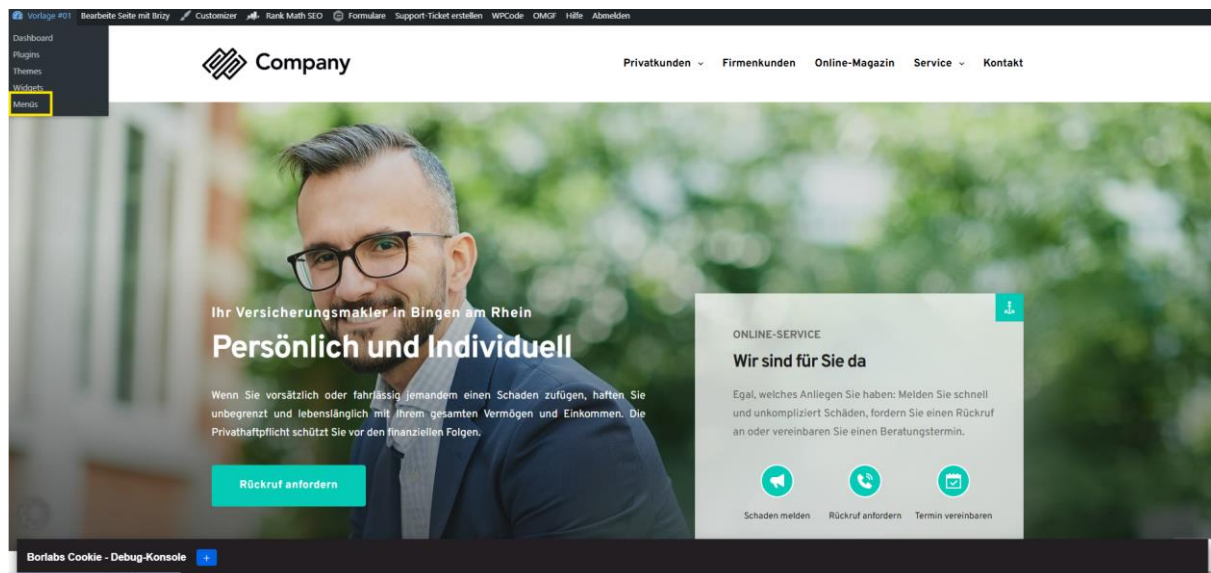 Vorlage #01 Bearbeite Seite mit Brizy Customizer Rank Math SEO Formulare Support-Ticket erstellen WPCode OMGF Hilfe Abmelden
Dashboard
Plugins
Themes
Widgets
Menüs
Company
Privatkunden Firmenkunden Online-Magazin Service Kontakt
Ihr Versicherungsmakler in Bingen am Rhein
Persönlich und Individuell
Wenn Sie vorsätzlich oder fahrlässig jemandem einen Schaden zufügen, haften Sie
unbegrenzt und lebenslänglich mit Ihrem gesamten Vermögen und Einkommen. Die
Privathaftpflicht schützt Sie vor den finanziellen Folgen.
Rückruf anfordern
ONLINE-SERVICE
Wir sind für Sie da
Egal, welches Anliegen Sie haben: Melden Sie schnell
und unkompliziert Schäden, fordern Sie einen Rückruf
an oder vereinbaren Sie einen Beratungstermin.
Schaden melden Rückruf anfordern Termin vereinbaren
Borlabs Cookie - Debug-Konsole +